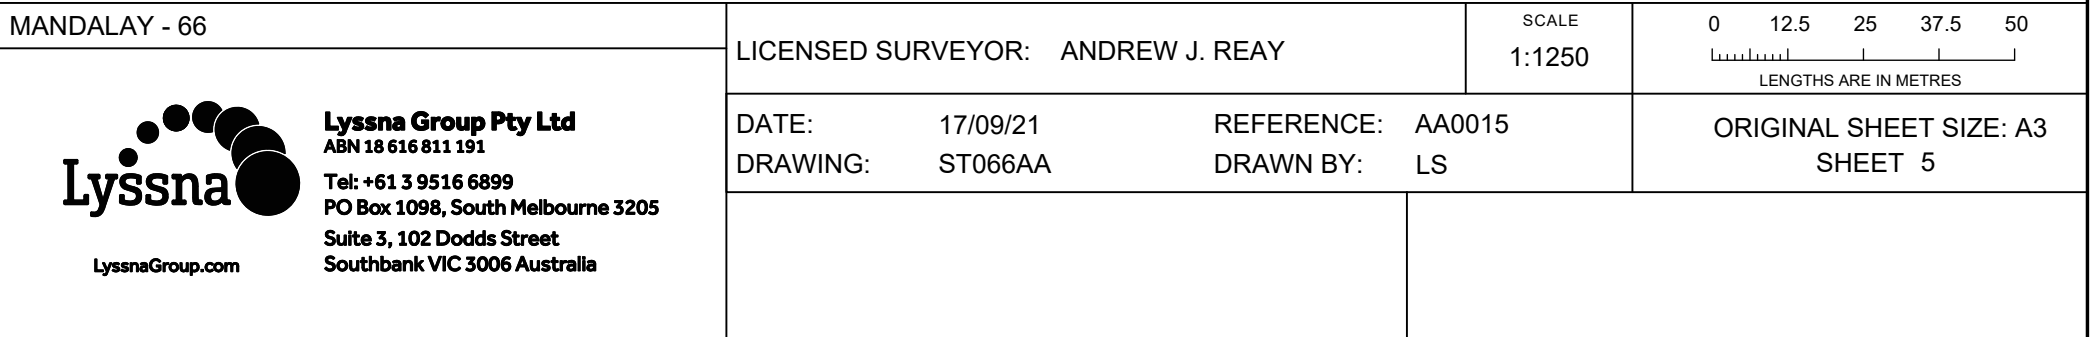 MANDALAY - 66
Lyssna
LyssnaGroup.com
Lyssna Group Pty Ltd
ABN 18 616 811 191
Tel: +61 3 9516 6899
PO Box 1098, South Melbourne 3205
Suite 3, 102 Dodds Street
Southbank VIC 3006 Australia
LICENSED SURVEYOR: ANDREW J. REAY
SCALE
1:1250
0 12.5 25 37.5 50
LENGTHS ARE IN METRES
DATE: 17/09/21 REFERENCE: AA0015
DRAWING: ST066AA DRAWN BY: LS
ORIGINAL SHEET SIZE: A3
SHEET 5